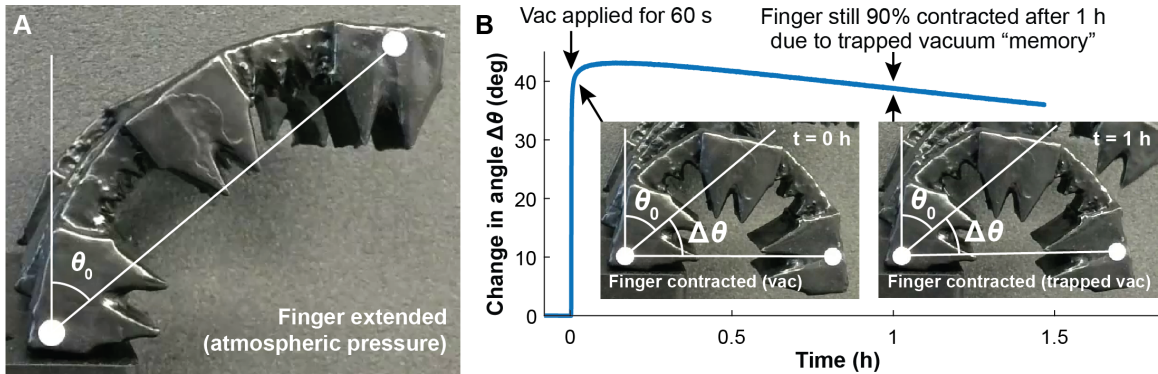 A
θ₀
Finger extended
(atmospheric pressure)
B
Vac applied for 60 s
Finger still 90% contracted after 1 h
due to trapped vacuum “memory”
Change in angle Δθ (deg)
40
30
20
10
0
t = 0 h
θ₀
Δθ
Finger contracted (vac)
t = 1 h
θ₀
Δθ
Finger contracted (trapped vac)
0
0.5
1
1.5
Time (h)